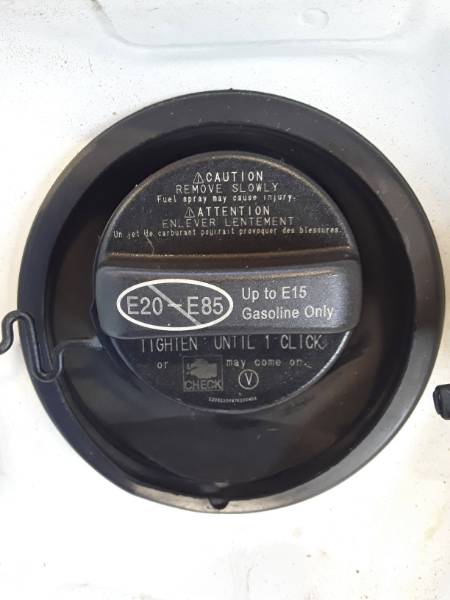 ⚠CAUTION
REMOVE SLOWLY
Fuel spray may cause injury.
⚠ATTENTION
ENLEVER LENTEMENT
Un jet de carburant pourrait provoquer des blessures.
E20-E85
Up to E15
Gasoline Only
TIGHTEN UNTIL 1 CLICK
or CHECK may come on.
V